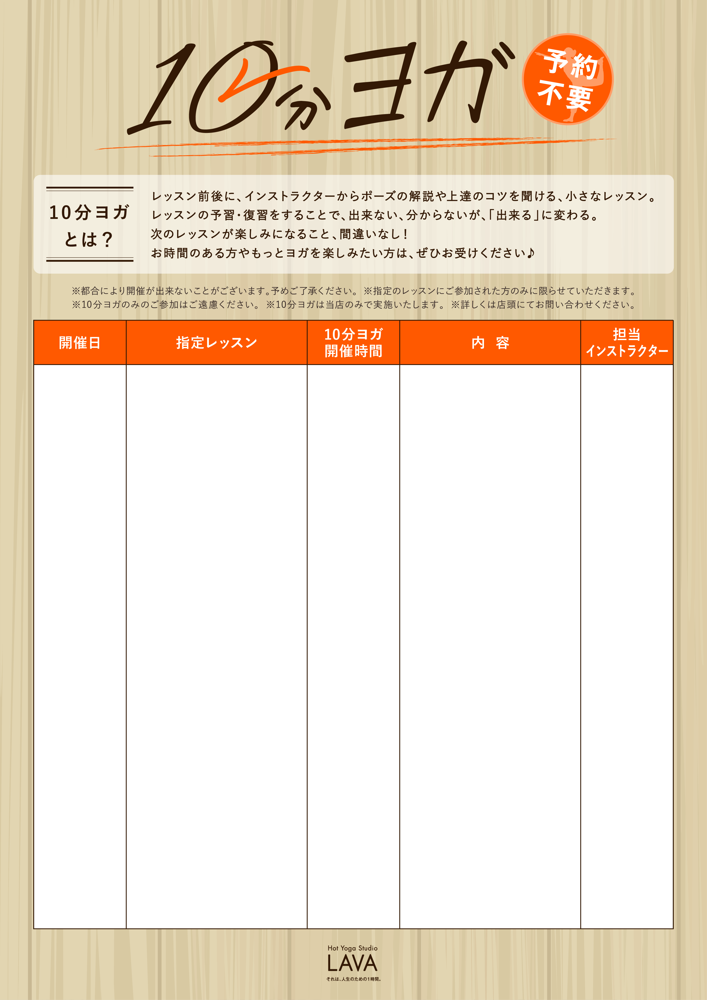 10分ヨガ
予約
不要
10分ヨガ
とは？
レッスン前後に、インストラクターからポーズの解説や上達のコツを聞ける、小さなレッスン。
レッスンの予習・復習をすることで、出来ない、分からないが、「出来る」に変わる。
次のレッスンが楽しみになること、間違いなし！
お時間のある方やもっとヨガを楽しみたい方は、ぜひお受けください♪
※都合により開催が出来ないことがございます。予めご了承ください。 ※指定のレッスンにご参加された方のみに限らせていただきます。
※10分ヨガのみのご参加はご遠慮ください。 ※10分ヨガは当店のみで実施いたします。 ※詳しくは店頭にてお問い合わせください。
開催日
指定レッスン
10分ヨガ
開催時間
内 容
担当
インストラクター
Hot Yoga Studio
LAVA
それは、人生のための1時間。